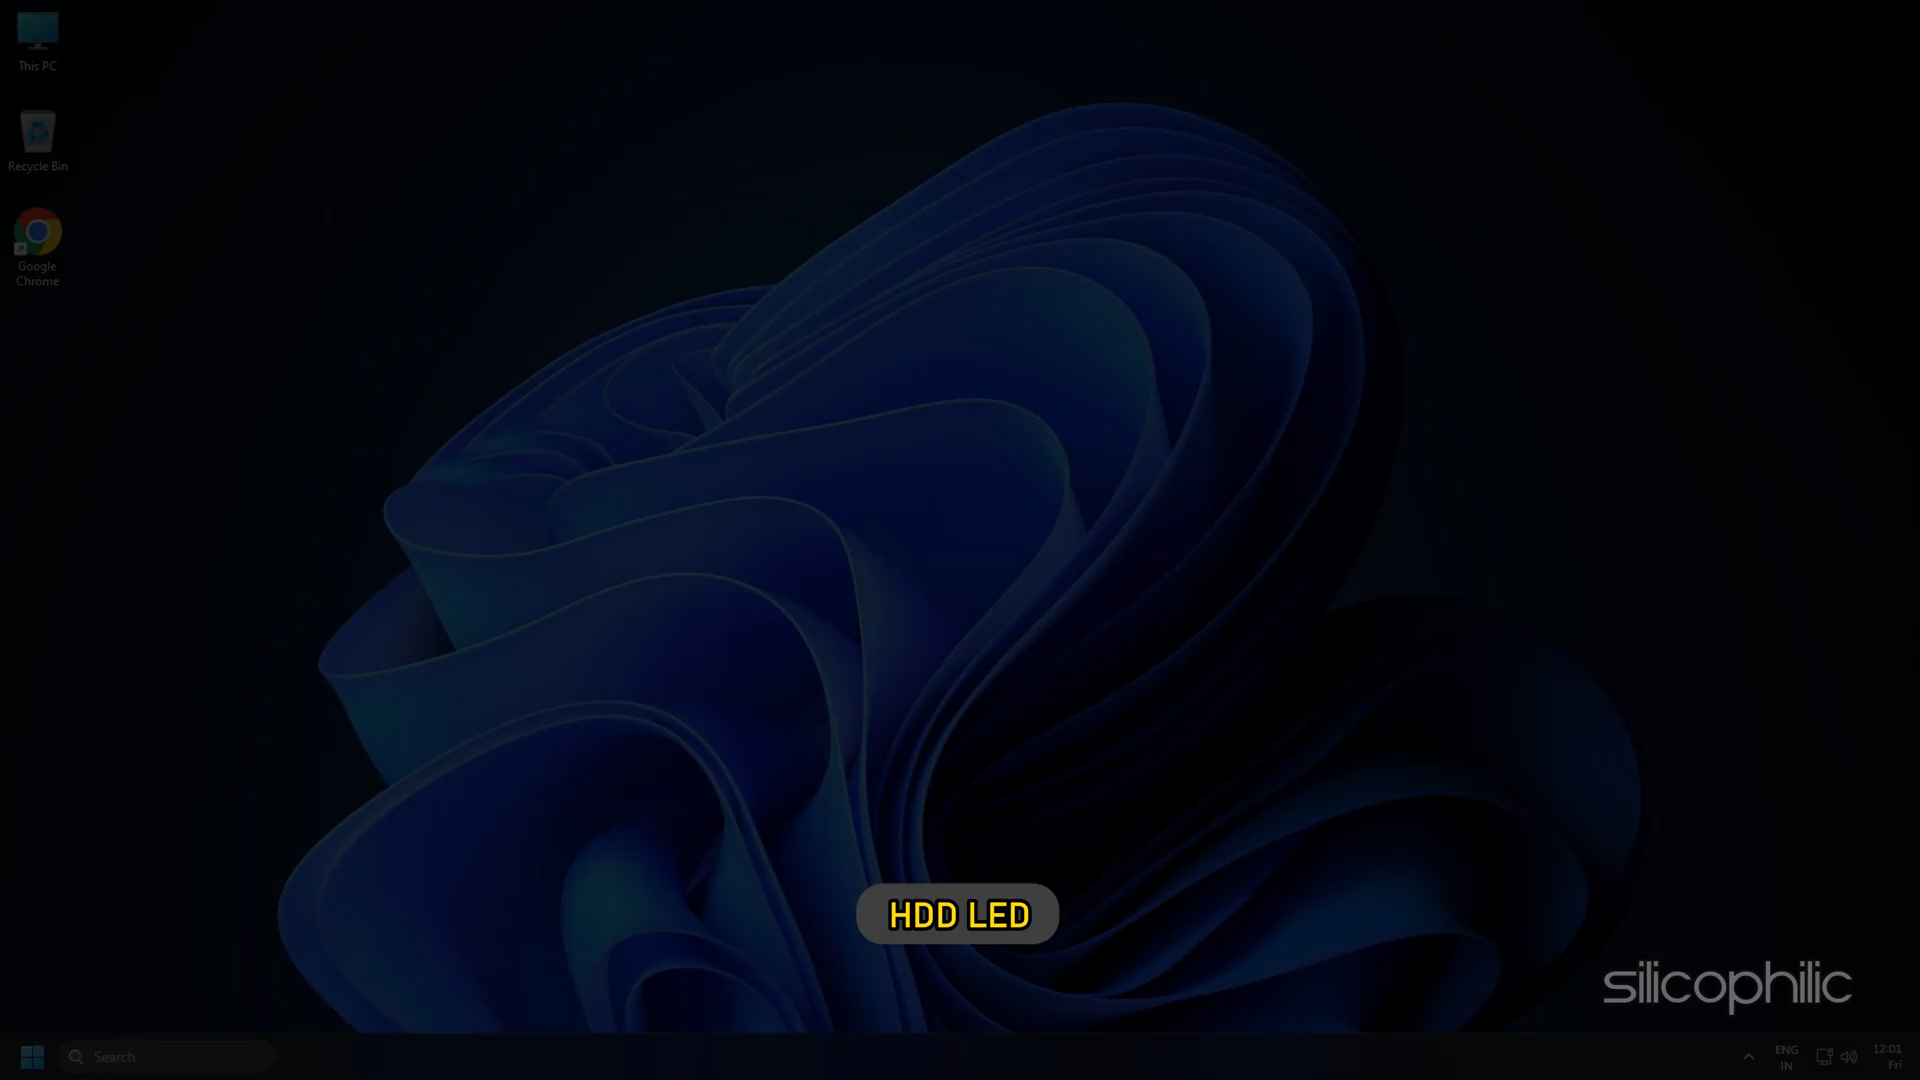 This PC
Recycle Bin
Google
Chrome
HDD LED
silicophilic
Search
ENG
IN
12:01
Fri